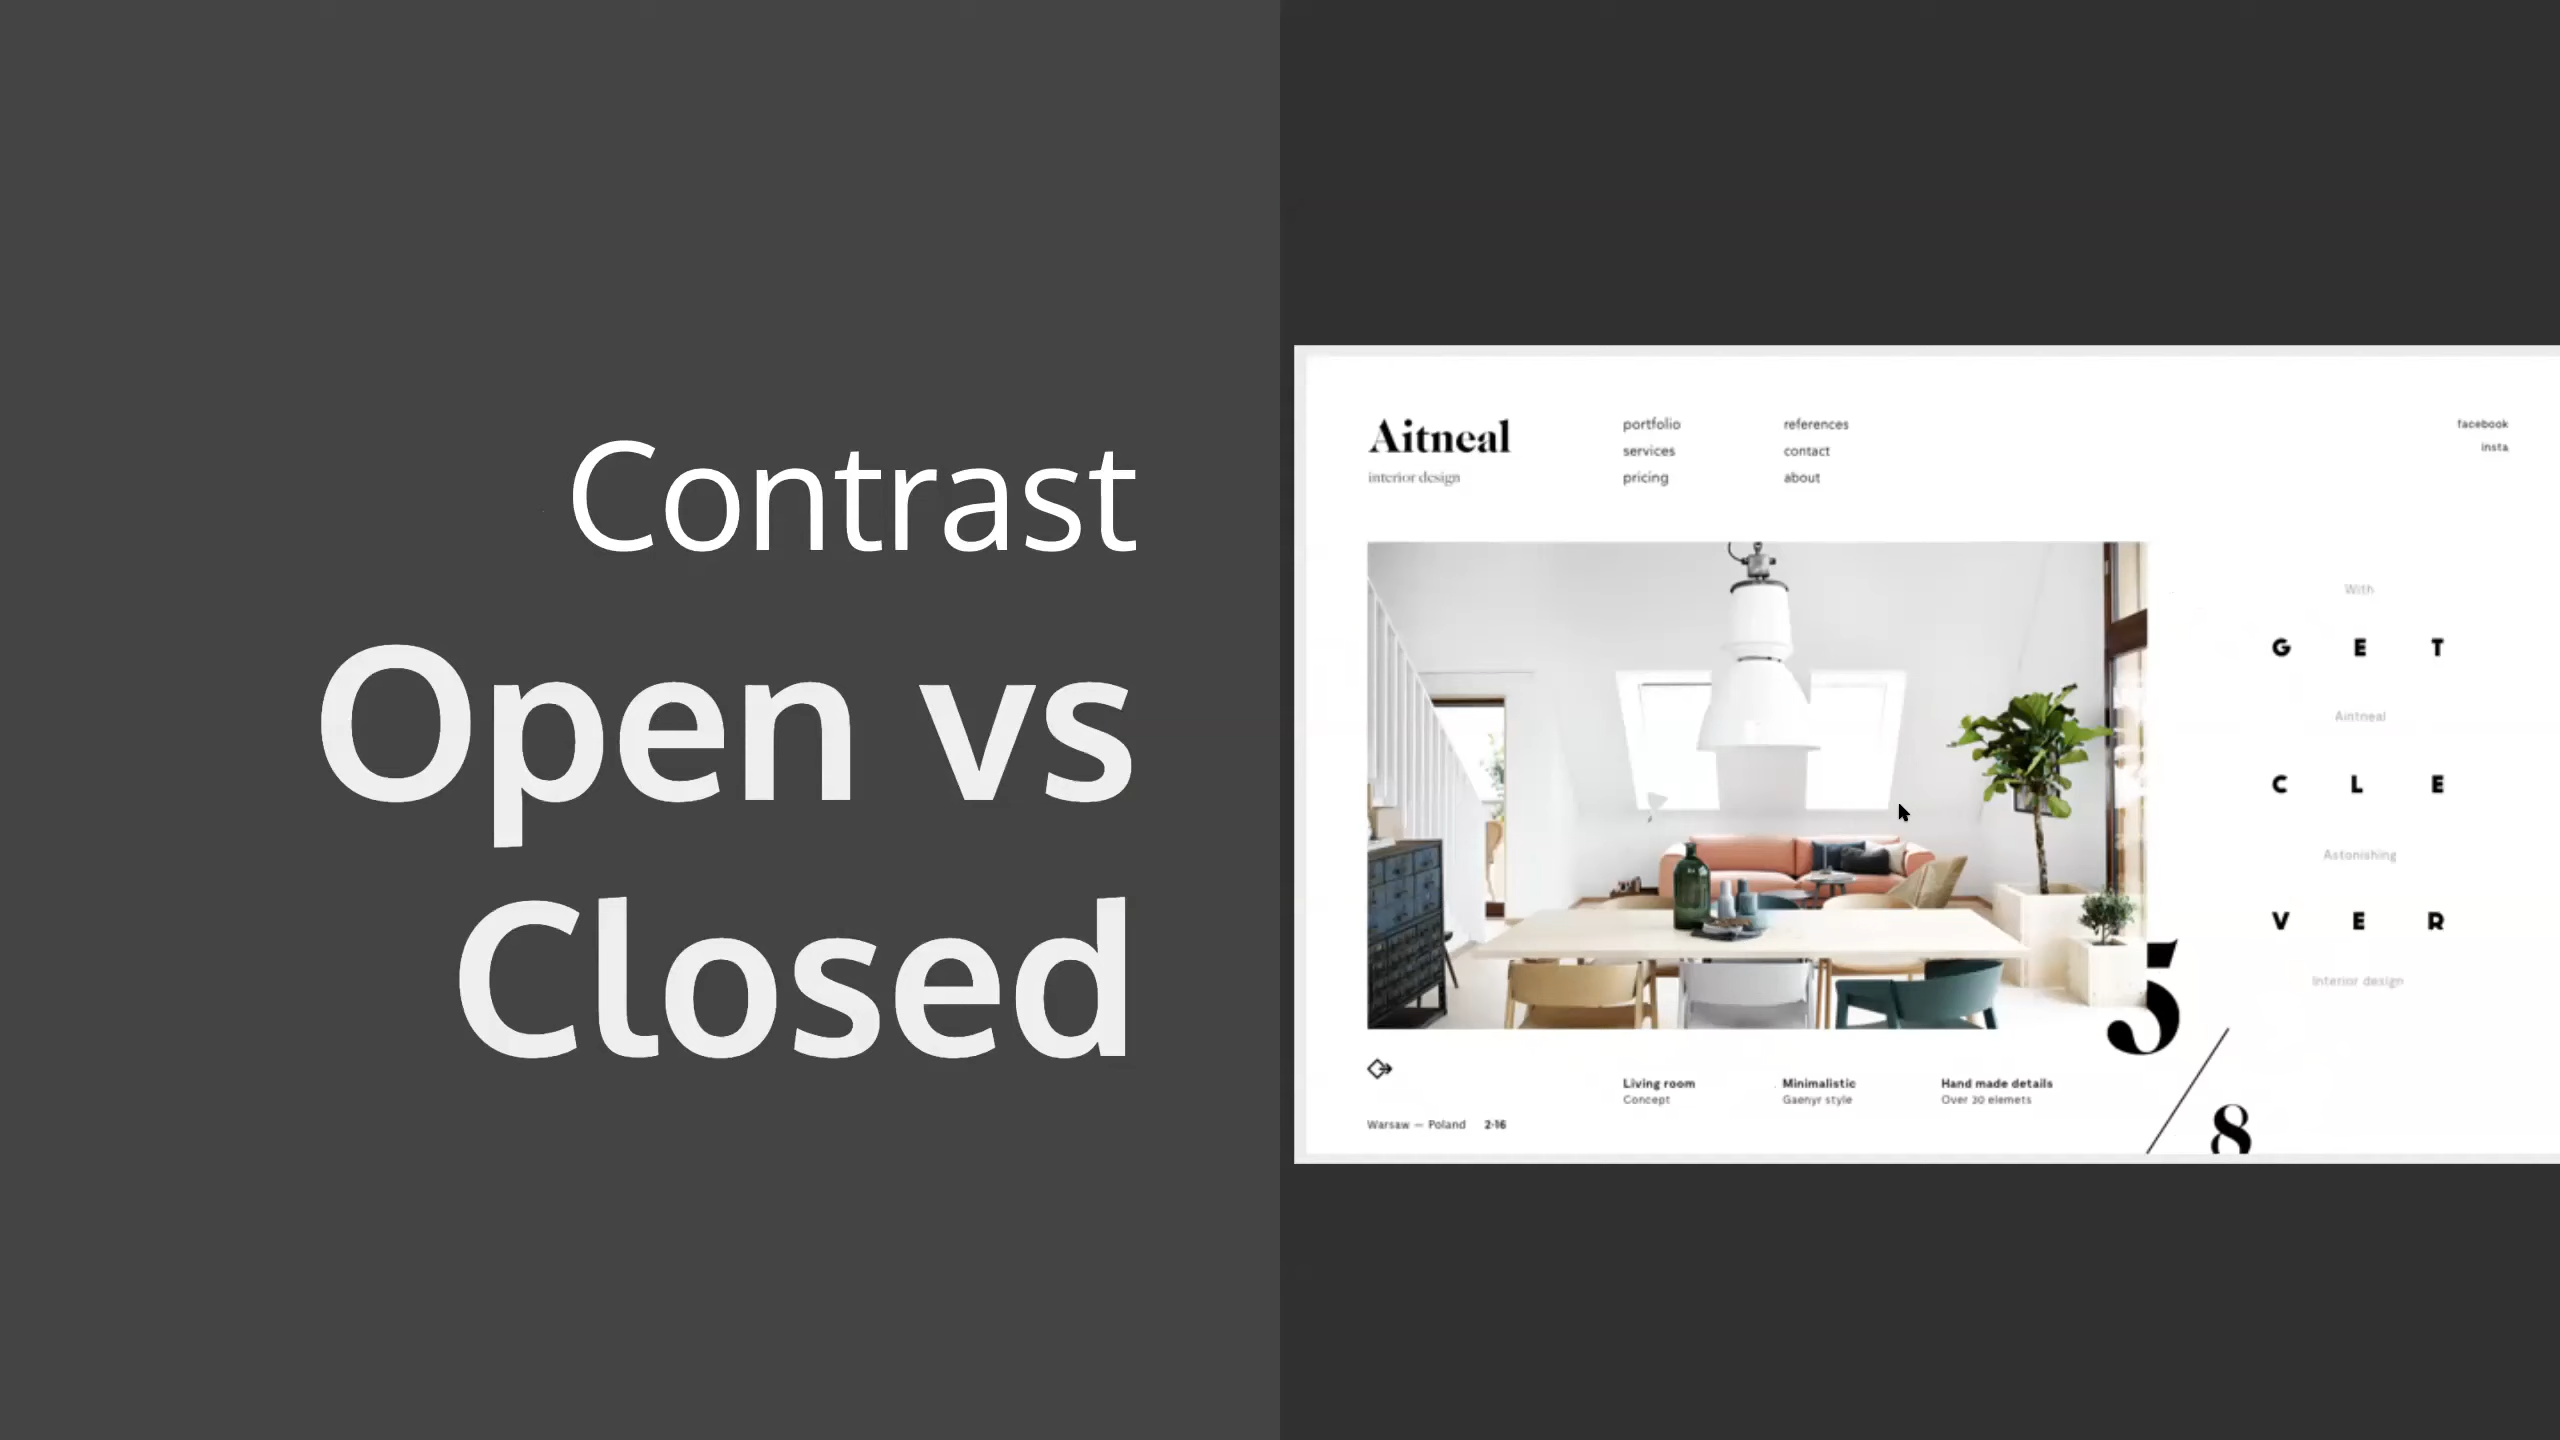 Contrast
Open vs
Closed
Aitneal
interior design
portfolio
services
pricing
references
contact
about
facebook
insta
With
G E T
Aintneal
C L E
Astonishing
V E R
Interior design
5
8
Living room
Concept
Minimalistic
Gaenyr style
Hand made details
Over 30 elemets
Warsaw — Poland 2-16